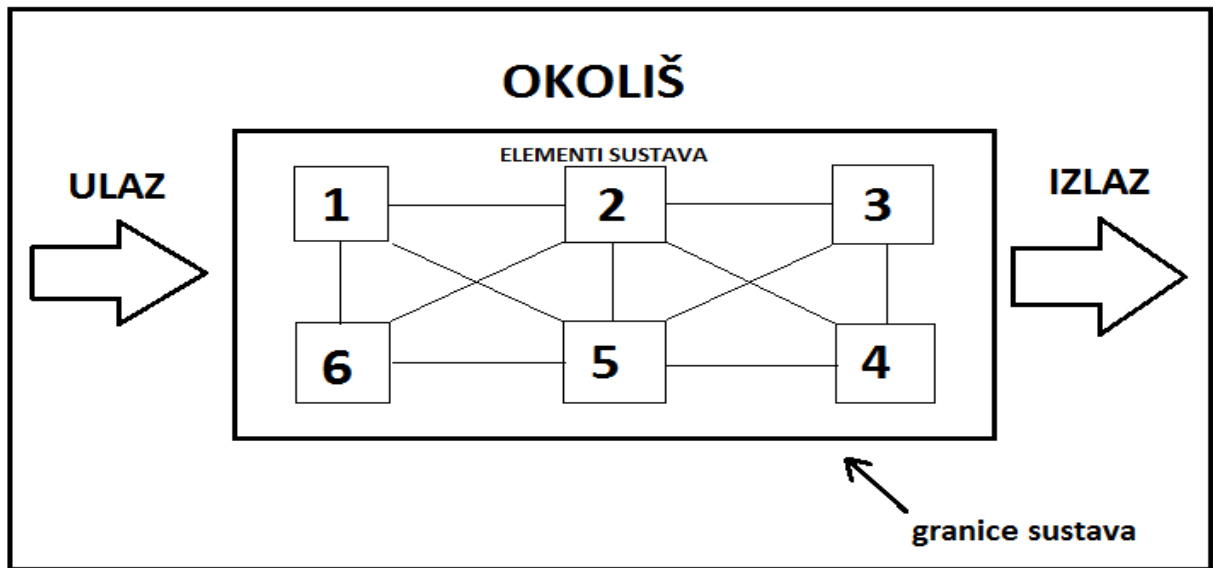 OKOLIŠ
ELEMENTI SUSTAVA
ULAZ
IZLAZ
1 2 3
6 5 4
granice sustava